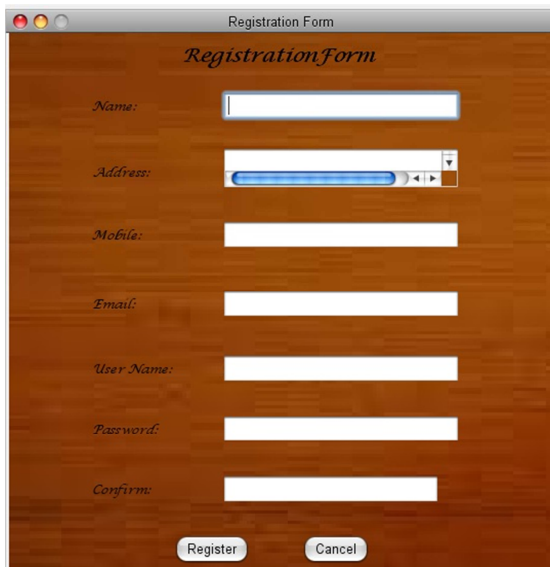 Registration Form
RegistrationForm
Name:
Address:
Mobile:
Email:
User Name:
Password:
Confirm:
Register Cancel